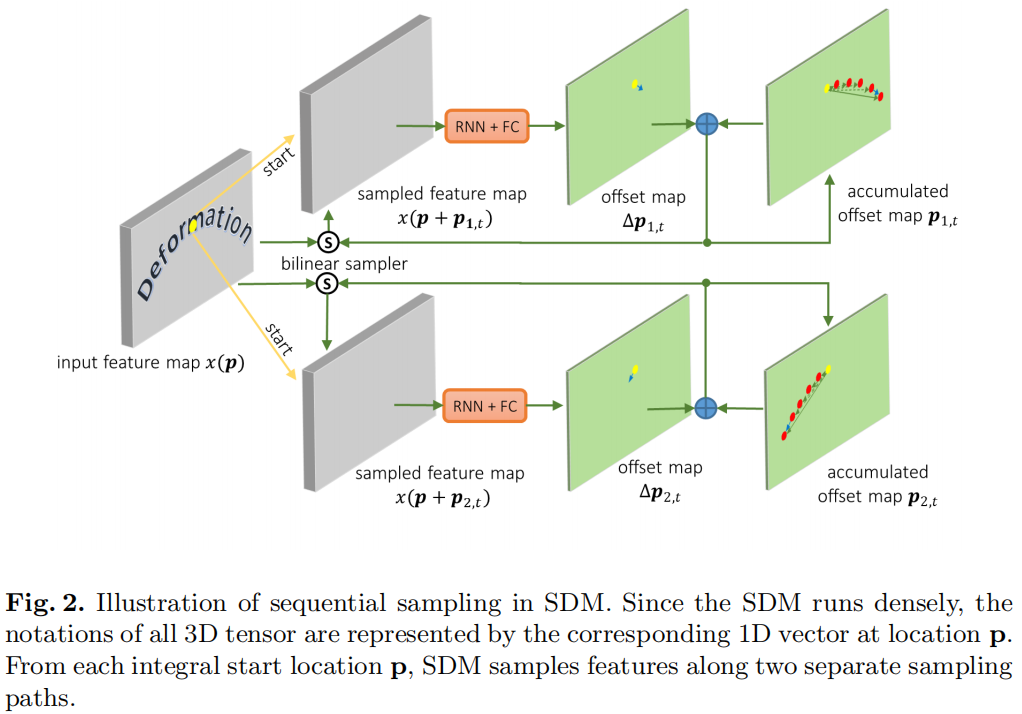 start
RNN + FC
sampled feature map
x(p + p1,t)
offset map
Δp1,t
accumulated
offset map p1,t
Deformation
S
bilinear sampler
S
input feature map x(p)
start
RNN + FC
sampled feature map
x(p + p2,t)
offset map
Δp2,t
accumulated
offset map p2,t
Fig. 2. Illustration of sequential sampling in SDM. Since the SDM runs densely, the
notations of all 3D tensor are represented by the corresponding 1D vector at location p.
From each integral start location p, SDM samples features along two separate sampling
paths.